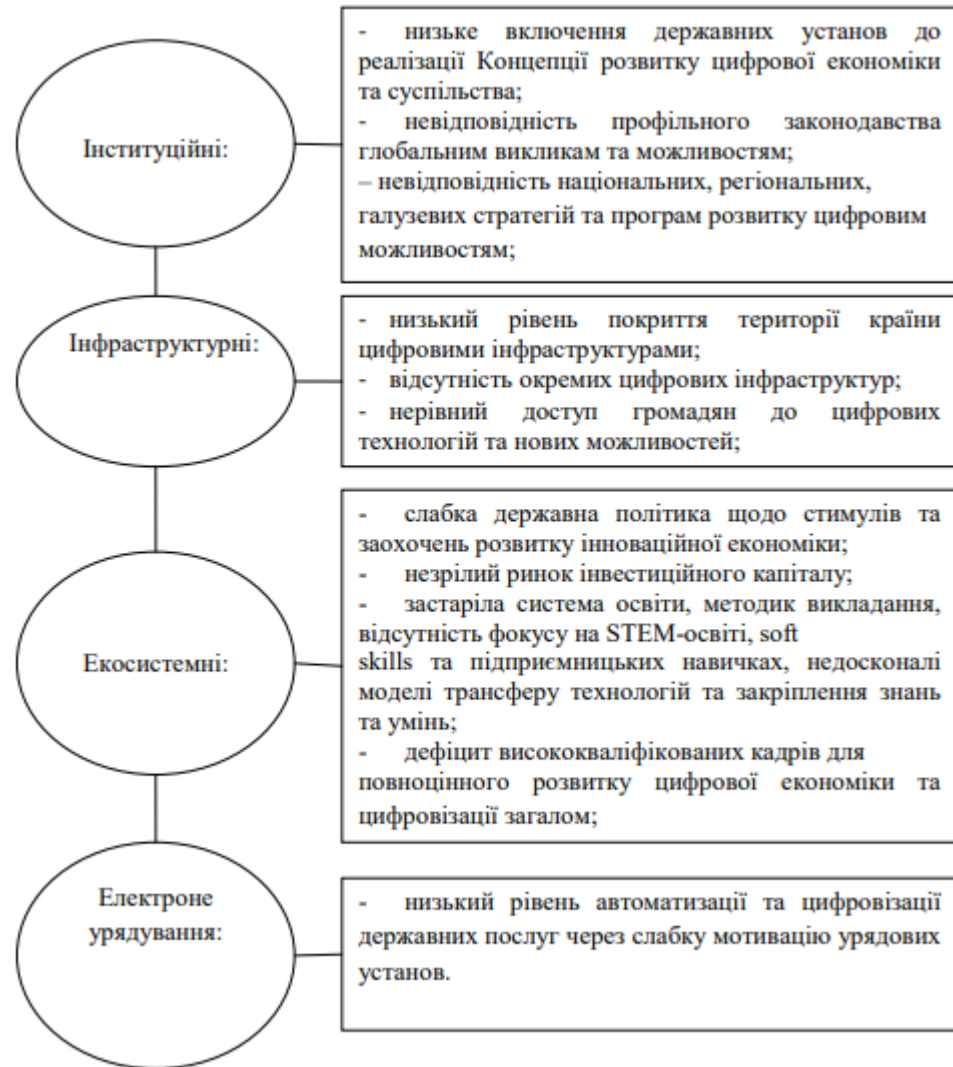 Інституційні:
- низьке включення державних установ до
реалізації Концепції розвитку цифрової економіки
та суспільства;
- невідповідність профільного законодавства
глобальним викликам та можливостям;
– невідповідність національних, регіональних,
галузевих стратегій та програм розвитку цифровим
можливостям;
Інфраструктурні:
- низький рівень покриття території країни
цифровими інфраструктурами;
- відсутність окремих цифрових інфраструктур;
- нерівний доступ громадян до цифрових
технологій та нових можливостей;
Екосистемні:
- слабка державна політика щодо стимулів та
заохочень розвитку інноваційної економіки;
- незрілий ринок інвестиційного капіталу;
- застаріла система освіти, методик викладання,
відсутність фокусу на STEM-освіті, soft
skills та підприємницьких навичках, недосконалі
моделі трансферу технологій та закріплення знань
та умінь;
- дефіцит висококваліфікованих кадрів для
повноцінного розвитку цифрової економіки та
цифровізації загалом;
Електроне
урядування:
- низький рівень автоматизації та цифровізації
державних послуг через слабку мотивацію урядових
установ.